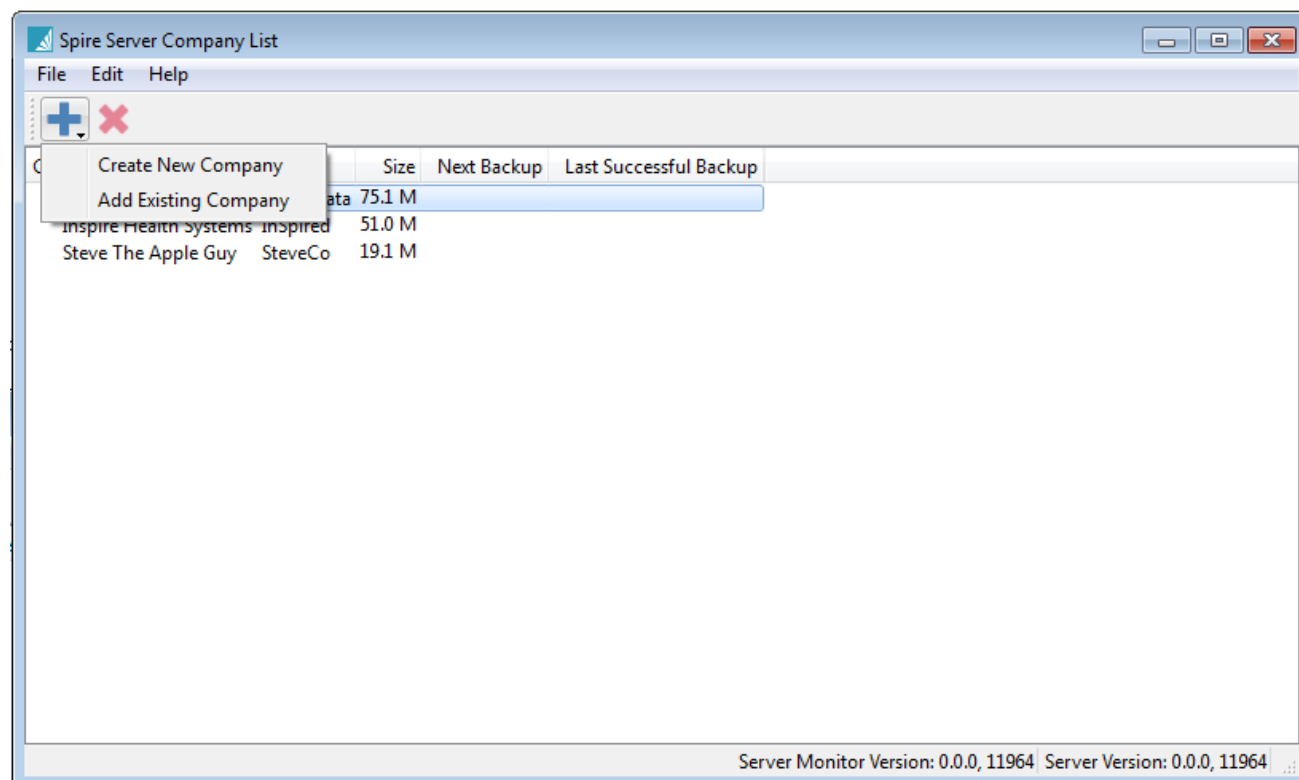 Spire Server Company List
File Edit Help
Create New Company
Size Next Backup Last Successful Backup
Add Existing Company
75.1 M
Inspire Health Systems InSpired 51.0 M
Steve The Apple Guy SteveCo 19.1 M
Server Monitor Version: 0.0.0, 11964 Server Version: 0.0.0, 11964